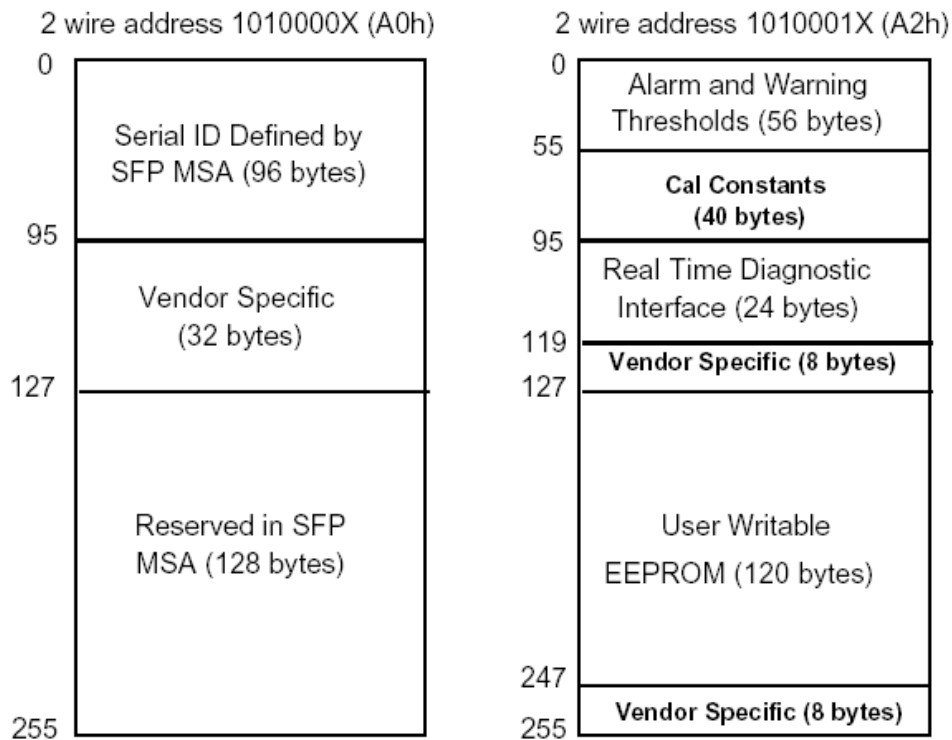 2 wire address 1010000X (A0h)
0
Serial ID Defined by
SFP MSA (96 bytes)
95
Vendor Specific
(32 bytes)
127
Reserved in SFP
MSA (128 bytes)
255
2 wire address 1010001X (A2h)
0
Alarm and Warning
Thresholds (56 bytes)
55
Cal Constants
(40 bytes)
95
Real Time Diagnostic
Interface (24 bytes)
119
Vendor Specific (8 bytes)
127
User Writable
EEPROM (120 bytes)
247
Vendor Specific (8 bytes)
255